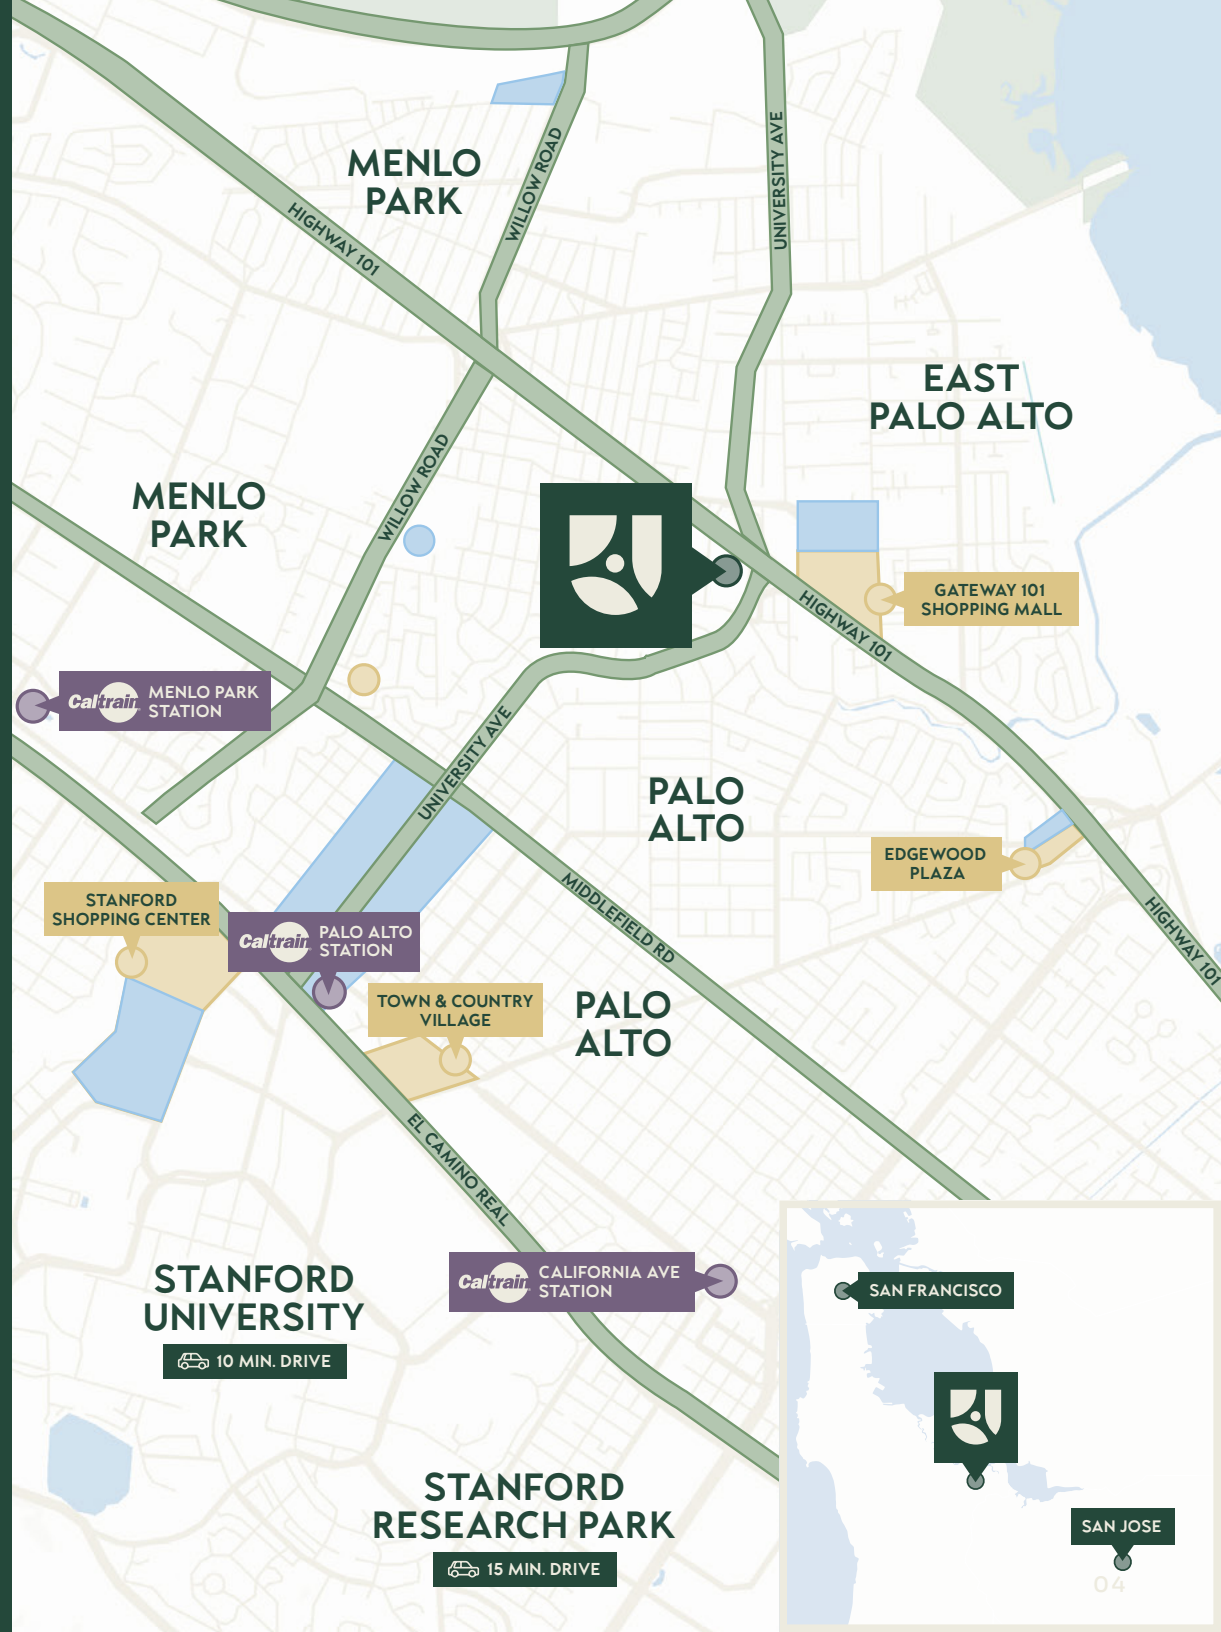 MENLO
PARK
WILLOW ROAD
UNIVERSITY AVE
HIGHWAY 101
EAST
PALO ALTO
MENLO
PARK
WILLOW ROAD
GATEWAY 101
SHOPPING MALL
HIGHWAY 101
Caltrain
MENLO PARK
STATION
UNIVERSITY AVE
PALO
ALTO
EDGEWOOD
PLAZA
STANFORD
SHOPPING CENTER
MIDDLEFIELD RD
HIGHWAY 101
Caltrain
PALO ALTO
STATION
TOWN & COUNTRY
VILLAGE
PALO
ALTO
EL CAMINO REAL
STANFORD
UNIVERSITY
10 MIN. DRIVE
Caltrain
CALIFORNIA AVE
STATION
SAN FRANCISCO
STANFORD
RESEARCH PARK
15 MIN. DRIVE
SAN JOSE
04